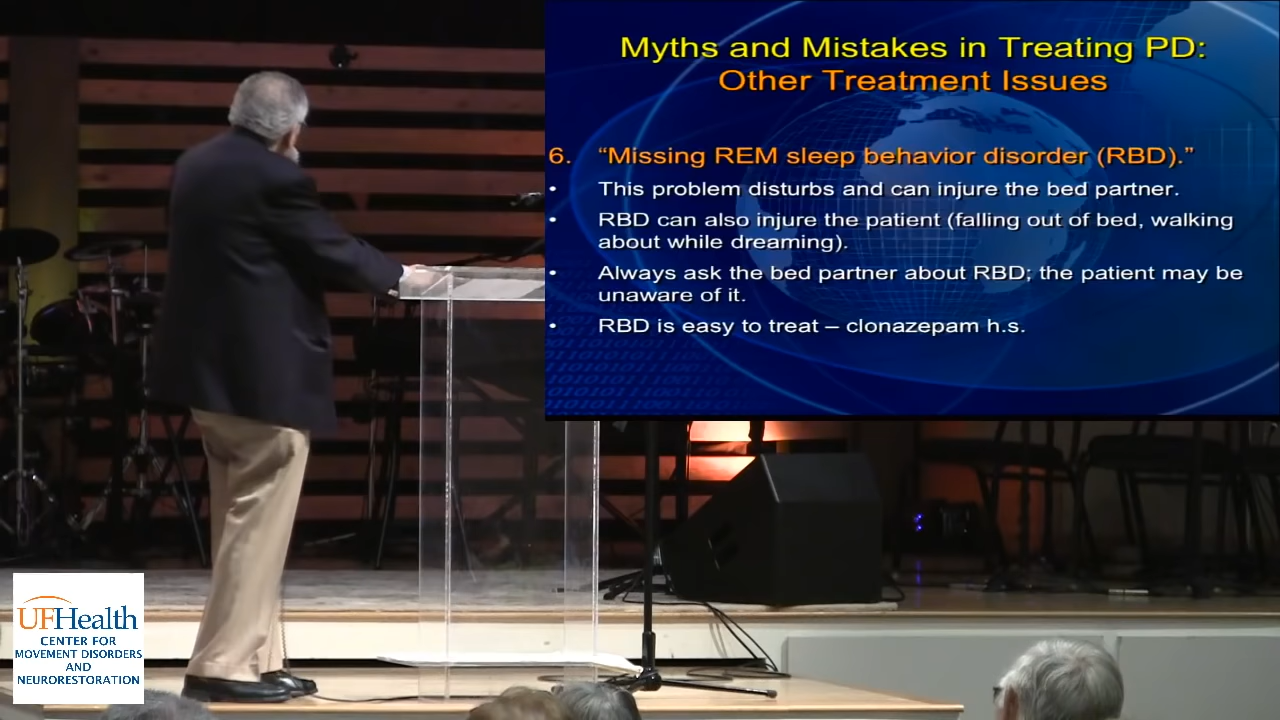 Myths and Mistakes in Treating PD:
Other Treatment Issues
6. “Missing REM sleep behavior disorder (RBD).”
• This problem disturbs and can injure the bed partner.
• RBD can also injure the patient (falling out of bed, walking
about while dreaming).
• Always ask the bed partner about RBD; the patient may be
unaware of it.
• RBD is easy to treat – clonazepam h.s.
UFHealth
CENTER FOR
MOVEMENT DISORDERS
AND
NEURORESTORATION